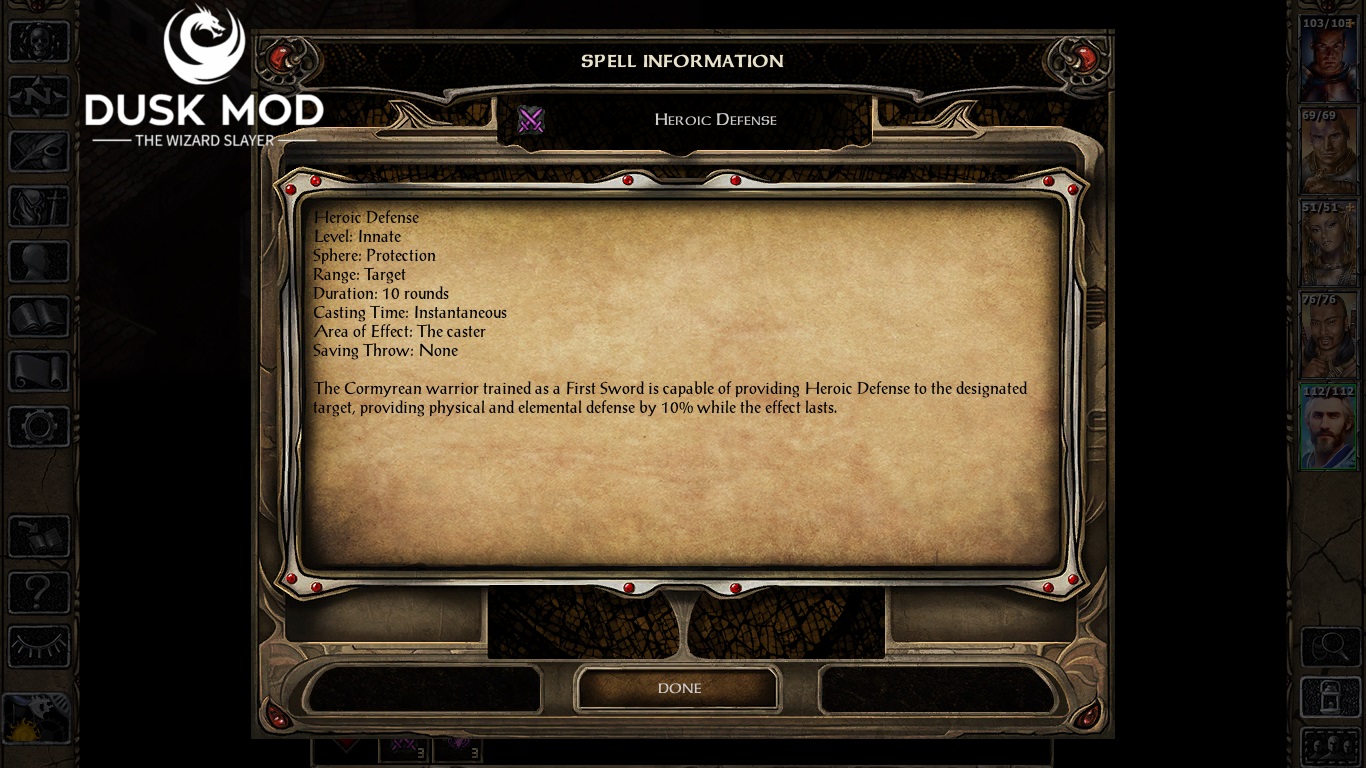 DUSK MOD
THE WIZARD SLAYER
SPELL INFORMATION
HEROIC DEFENSE
Heroic Defense
Level: Innate
Sphere: Protection
Range: Target
Duration: 10 rounds
Casting Time: Instantaneous
Area of Effect: The caster
Saving Throw: None
The Cormyrean warrior trained as a First Sword is capable of providing Heroic Defense to the designated
target, providing physical and elemental defense by 10% while the effect lasts.
DONE
103/103
69/69
51/51
76/76
112/112
N
?
3
3